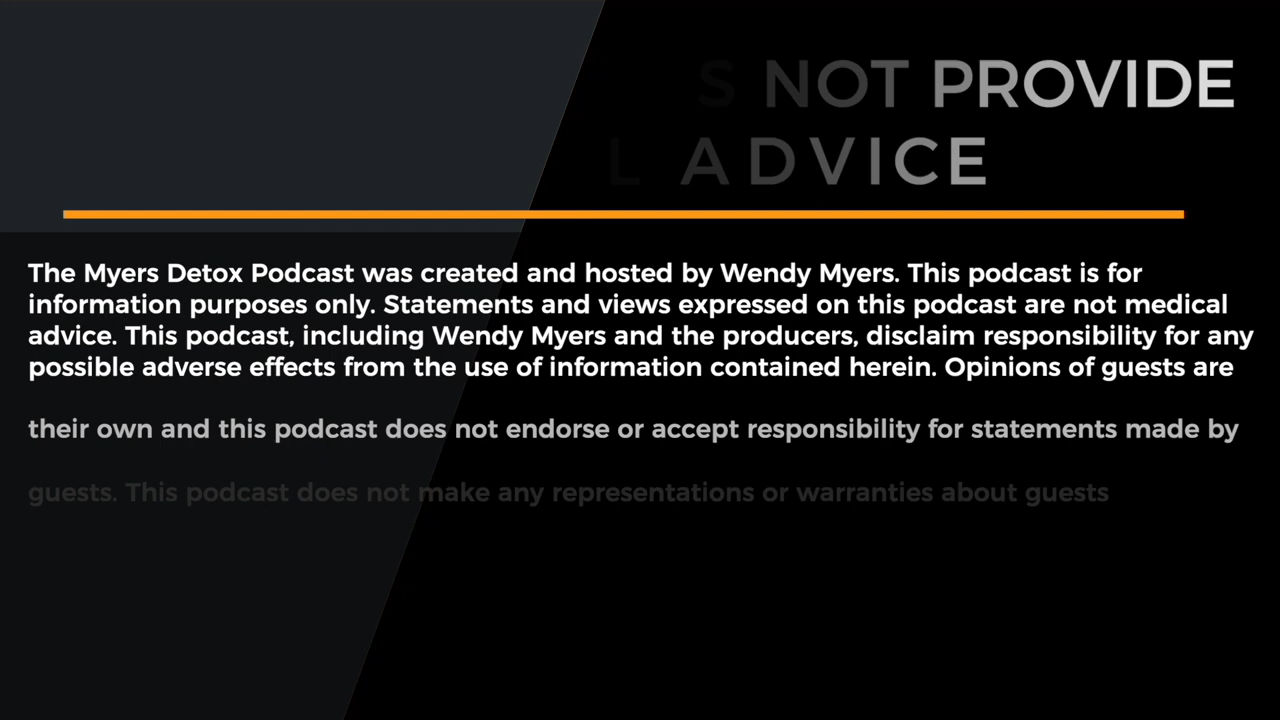 S NOT PROVIDE
L ADVICE
The Myers Detox Podcast was created and hosted by Wendy Myers. This podcast is for
information purposes only. Statements and views expressed on this podcast are not medical
advice. This podcast, including Wendy Myers and the producers, disclaim responsibility for any
possible adverse effects from the use of information contained herein. Opinions of guests are
their own and this podcast does not endorse or accept responsibility for statements made by
guests. This podcast does not make any representations or warranties about guests